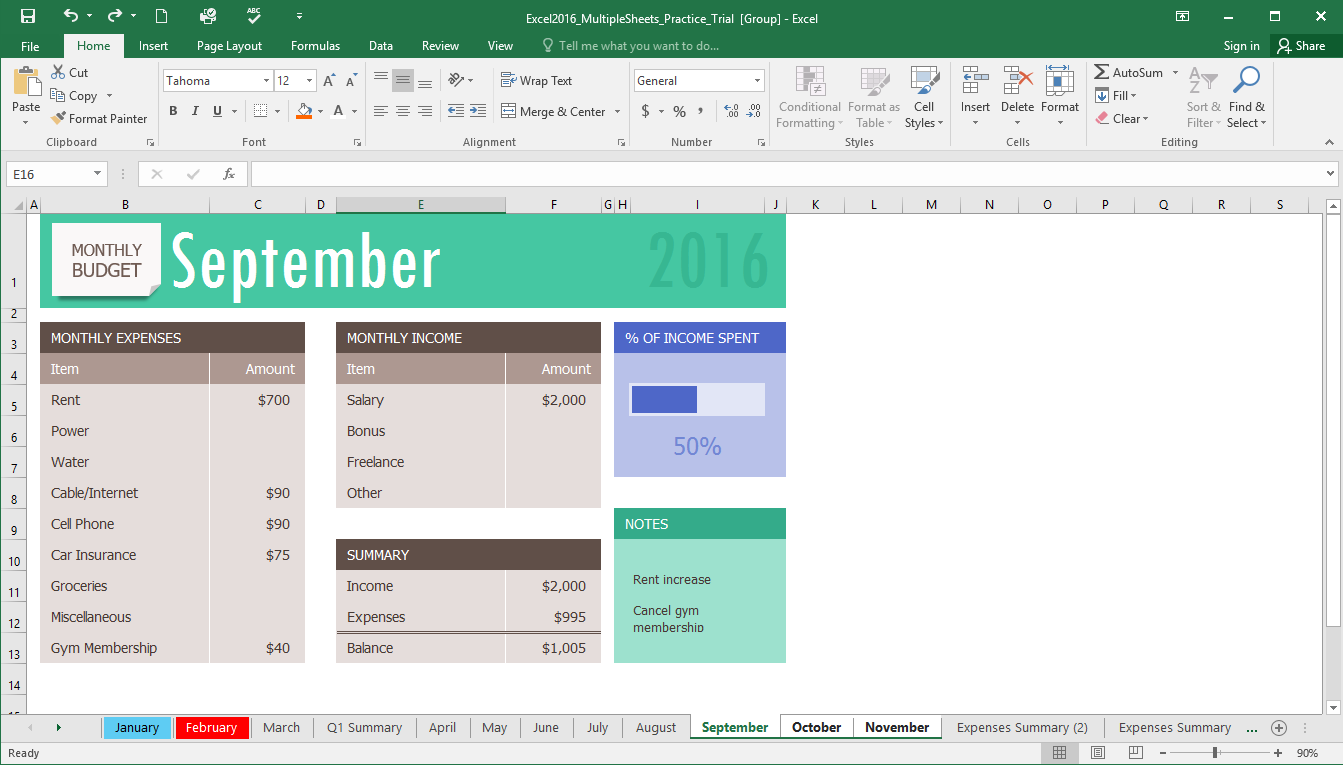 ABC
Excel2016_MultipleSheets_Practice_Trial [Group] - Excel
File Home Insert Page Layout Formulas Data Review View Tell me what you want to do... Sign in Share
Paste
Cut
Copy
Format Painter
Clipboard
Tahoma 12 A A
B I U A
Font
Wrap Text
Merge & Center
Alignment
General
$ % , .00 .0
Number
Conditional Formatting
Format as Table
Cell Styles
Styles
Insert Delete Format
Cells
AutoSum
Fill
Clear
Sort & Filter
Find & Select
Editing
E16 fx
A B C D E F G H I J K L M N O P Q R S
1
MONTHLY
BUDGET
September 2016
2
3 MONTHLY EXPENSES MONTHLY INCOME % OF INCOME SPENT
4 Item Amount Item Amount
5 Rent $700 Salary $2,000
6 Power Bonus 50%
7 Water Freelance
8 Cable/Internet $90 Other
9 Cell Phone $90 NOTES
10 Car Insurance $75 SUMMARY
11 Groceries Income $2,000 Rent increase
12 Miscellaneous Expenses $995 Cancel gym
membership
13 Gym Membership $40 Balance $1,005
14
January February March Q1 Summary April May June July August September October November Expenses Summary (2) Expenses Summary ...
Ready 90%